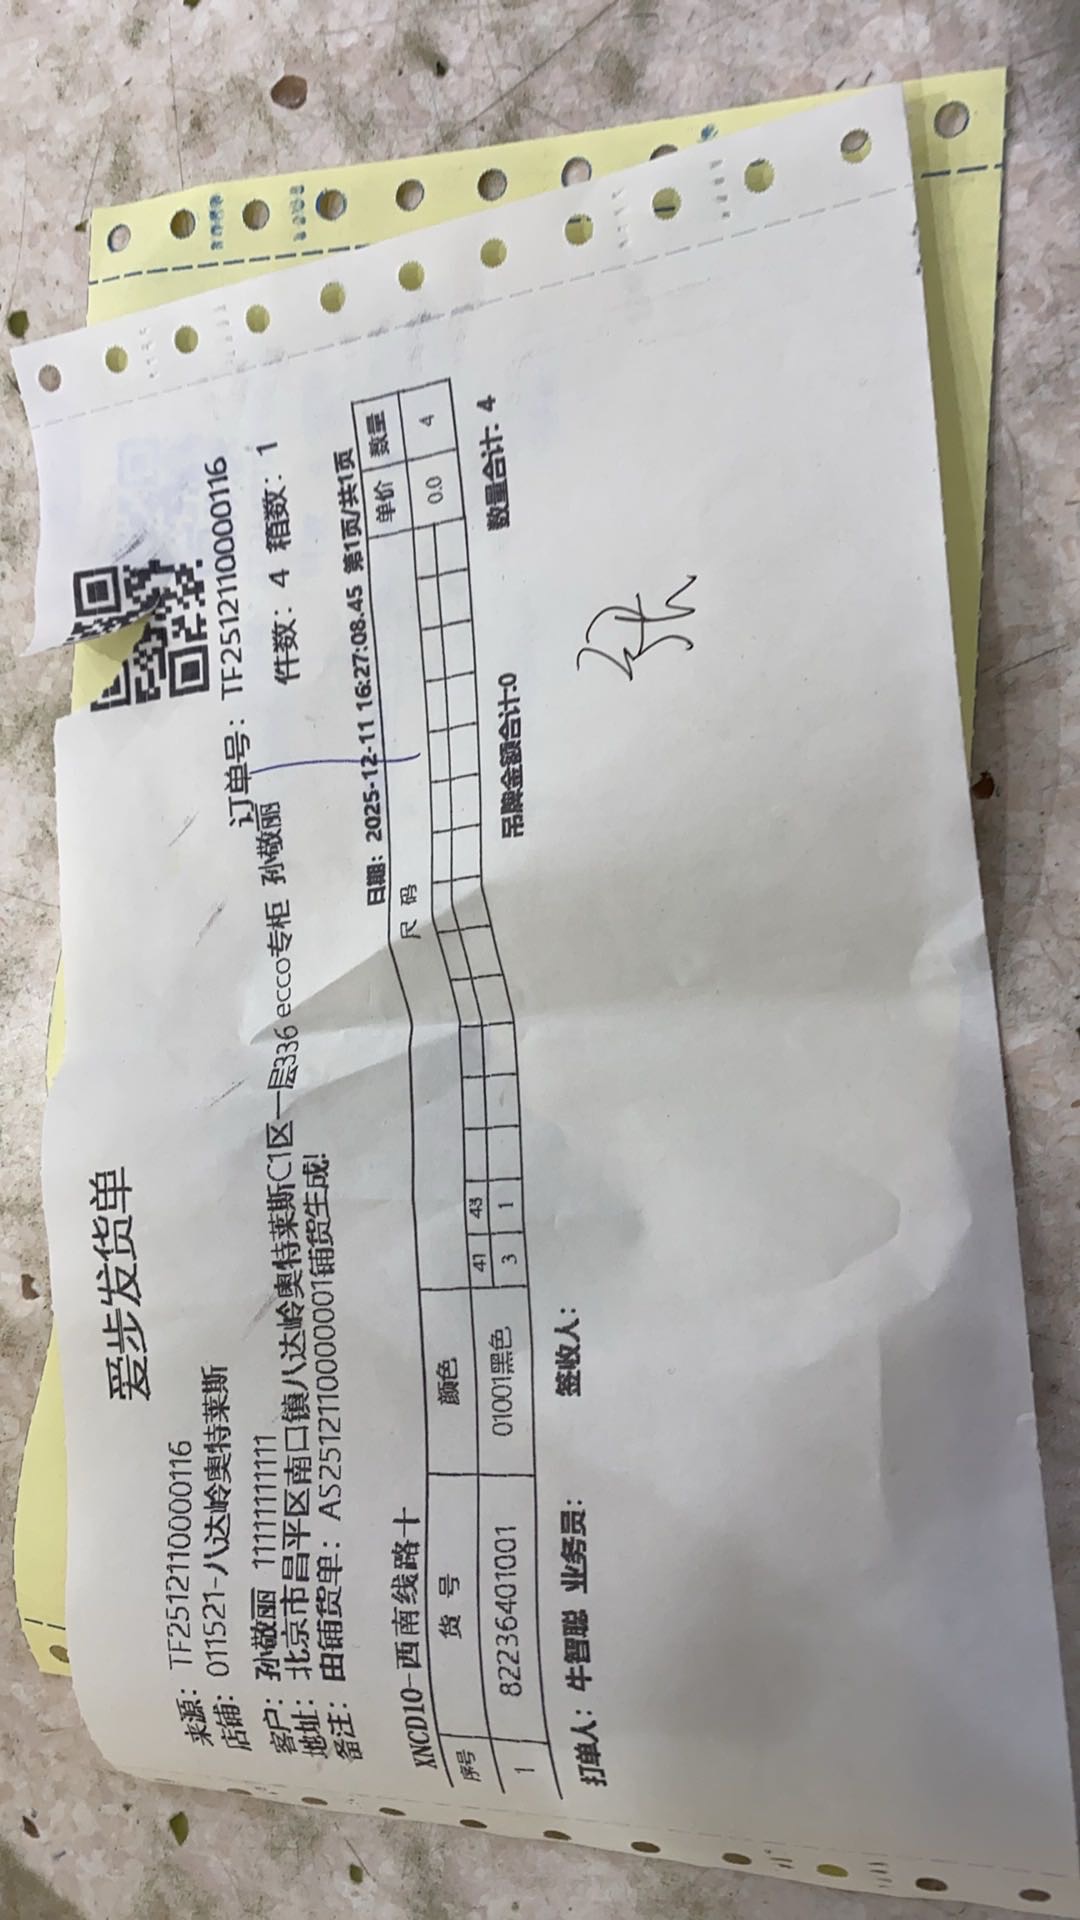 爱步发货单
来源：TF2512110000116
店铺：011521-八达岭奥特莱斯
订单号：TF2512110000116
客户：孙敬丽 11111111111
件数：4 箱数：1
地址：北京市昌平区南口镇八达岭奥特莱斯C1区一层336 ecco专柜 孙敬丽
备注：由铺货单：AS251211000001铺货生成!
XNCD10-西南线路十 日期：2025-12-11 16:27:08.45 第1页/共1页
序号 货 号 颜色 尺 码 单价 数量
41 43
1 82236401001 01001黑色 3 1 0.0 4
吊牌金额合计:0 数量合计: 4
打单人：牛智聪 业务员: 签收人: